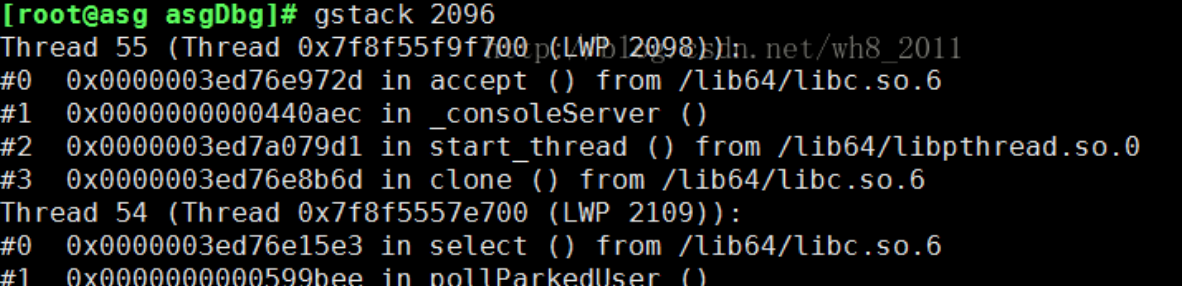 [root@asg asgDbg]# gstack 2096
Thread 55 (Thread 0x7f8f55f9f700 (LWP 2098)):
http://blog.csdn.net/wh8_2011
#0  0x0000003ed76e972d in accept () from /lib64/libc.so.6
#1  0x0000000000440aec in _consoleServer ()
#2  0x0000003ed7a079d1 in start_thread () from /lib64/libpthread.so.0
#3  0x0000003ed76e8b6d in clone () from /lib64/libc.so.6
Thread 54 (Thread 0x7f8f5557e700 (LWP 2109)):
#0  0x0000003ed76e15e3 in select () from /lib64/libc.so.6
#1  0x0000000000599bee in pollParkedUser ()